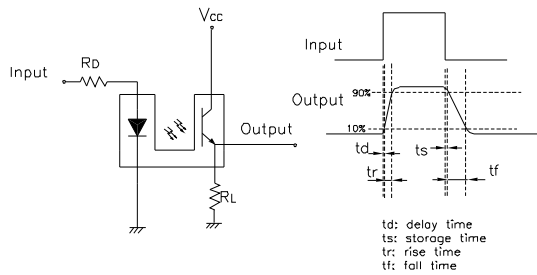 Vcc
RD
Input
Output
RL
Input
Output
90%
10%
td
ts
tr
tf
td: delay time
ts: storage time
tr: rise time
tf: fall time